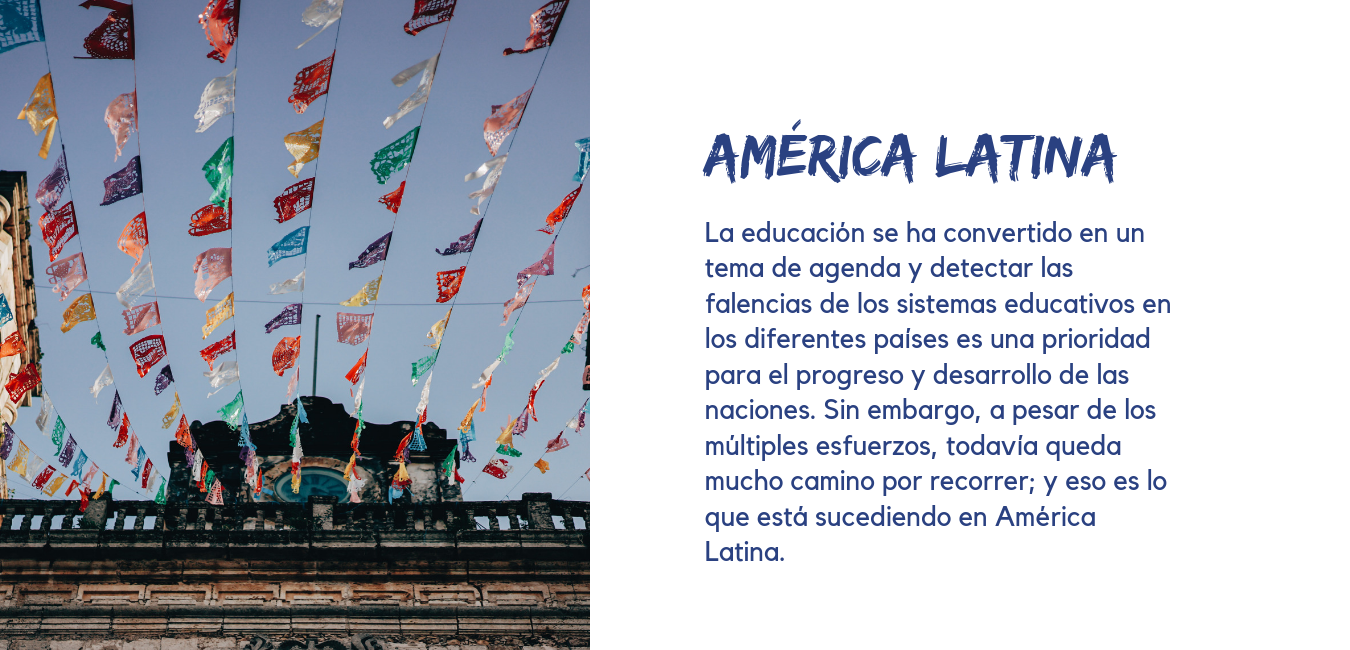 AMÉRICA LATINA
La educación se ha convertido en un
tema de agenda y detectar las
falencias de los sistemas educativos en
los diferentes países es una prioridad
para el progreso y desarrollo de las
naciones. Sin embargo, a pesar de los
múltiples esfuerzos, todavía queda
mucho camino por recorrer; y eso es lo
que está sucediendo en América
Latina.